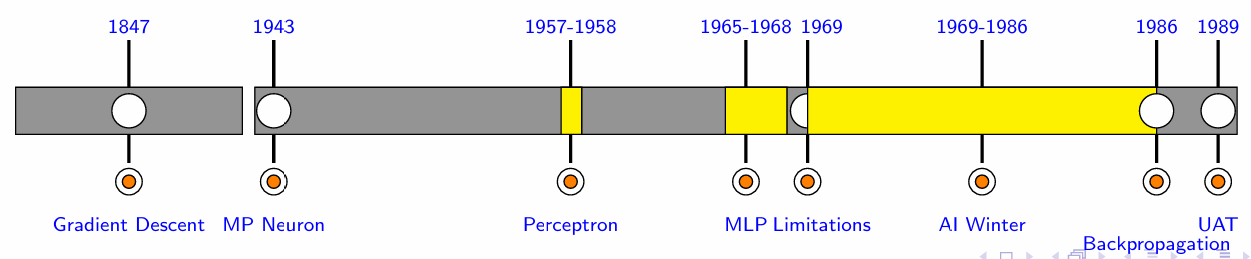 1847 1943 1957-1958 1965-1968 1969 1969-1986 1986 1989
Gradient Descent MP Neuron Perceptron MLP Limitations AI Winter UAT
Backpropagation